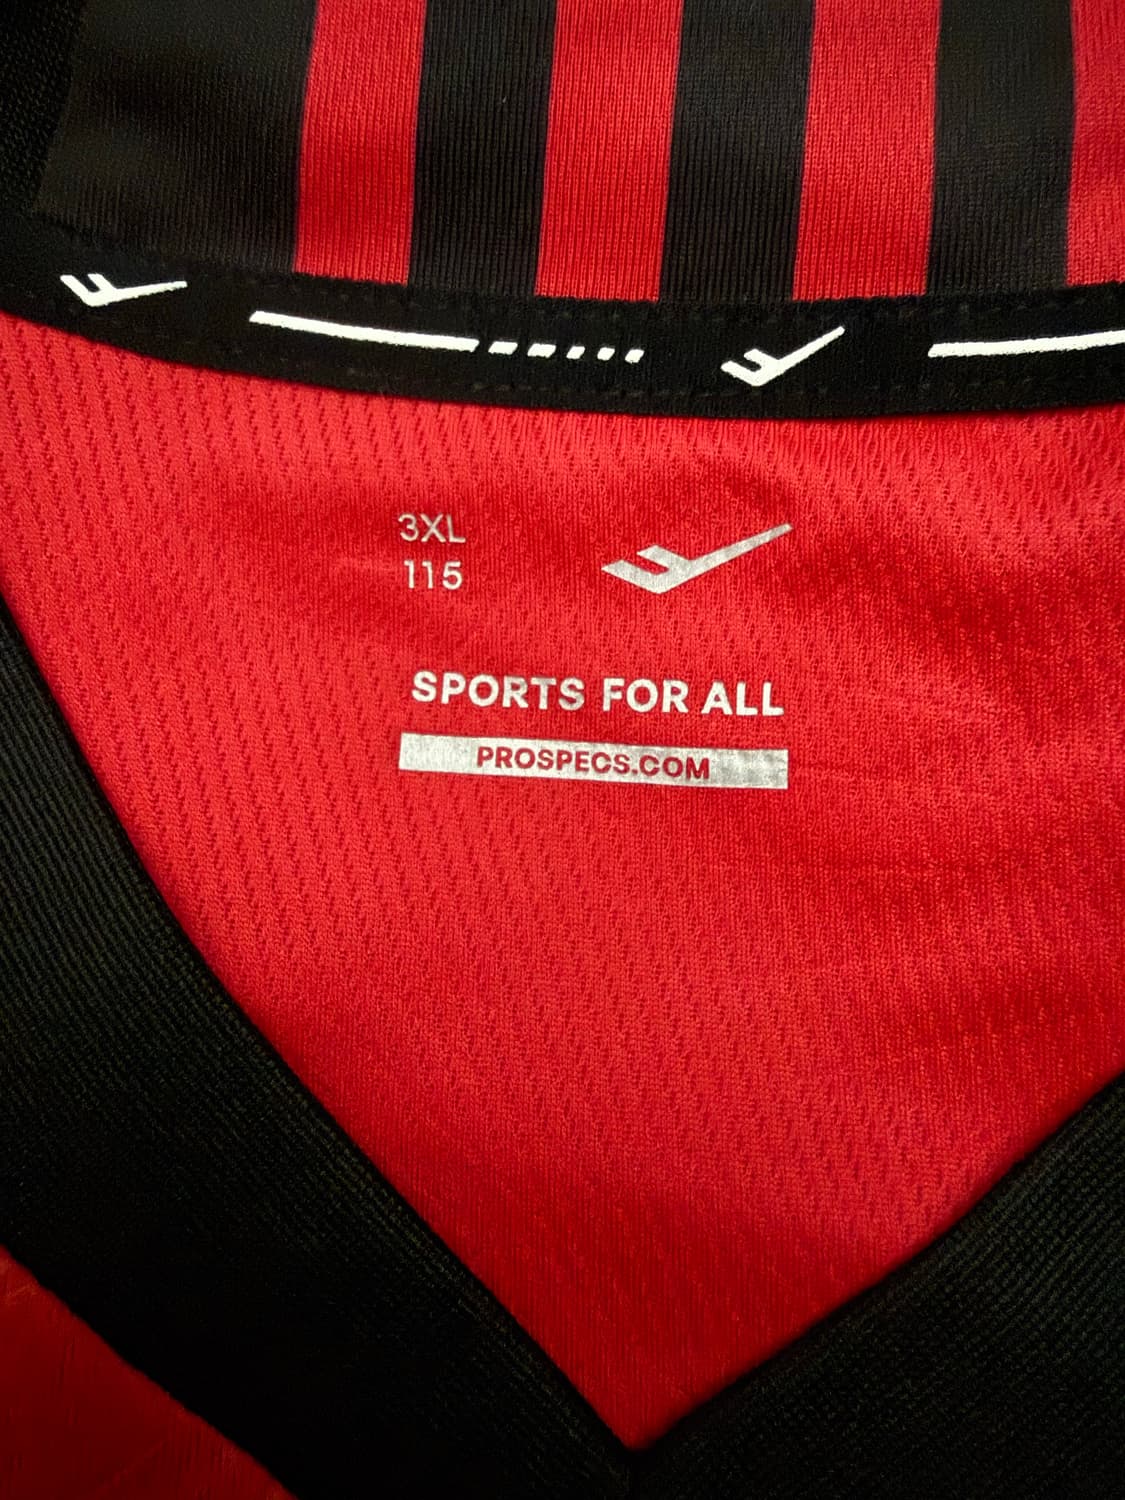 3XL
115
SPORTS FOR ALL
PROSPECS.COM